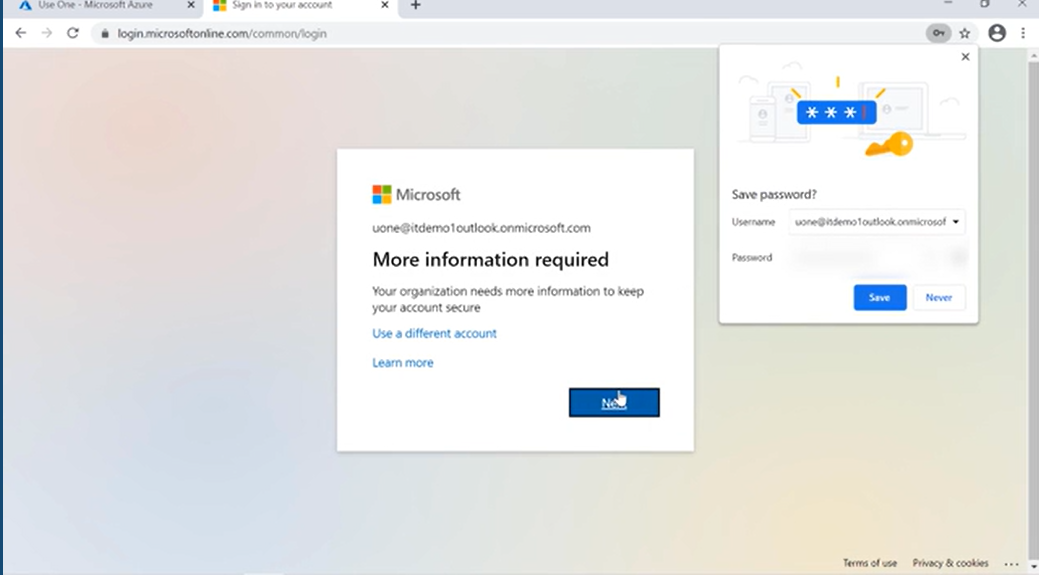 Use One - Microsoft Azure
Sign in to your account
login.microsoftonline.com/common/login
* * *
Save password?
Username
uone@itdemo1outlook.onmicrosof
Password
Save
Never
Microsoft
uone@itdemo1outlook.onmicrosoft.com
More information required
Your organization needs more information to keep
your account secure
Use a different account
Learn more
Terms of use
Privacy & cookies
...